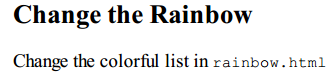 Change the Rainbow
Change the colorful list in rainbow.html